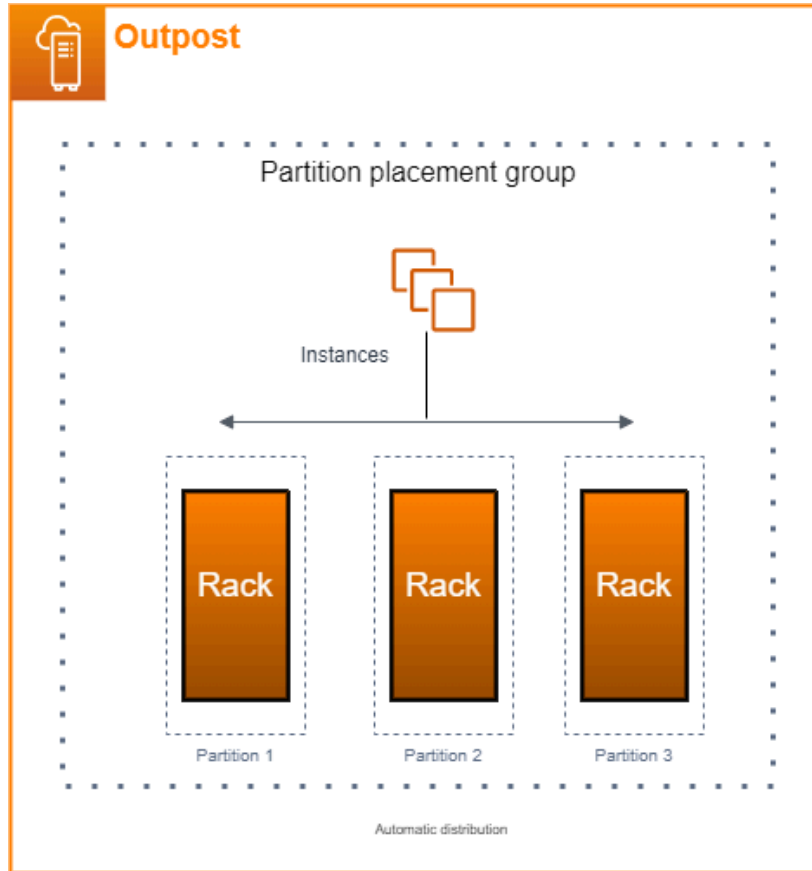 Outpost
Partition placement group
Instances
Rack
Rack
Rack
Partition 1
Partition 2
Partition 3
Automatic distribution